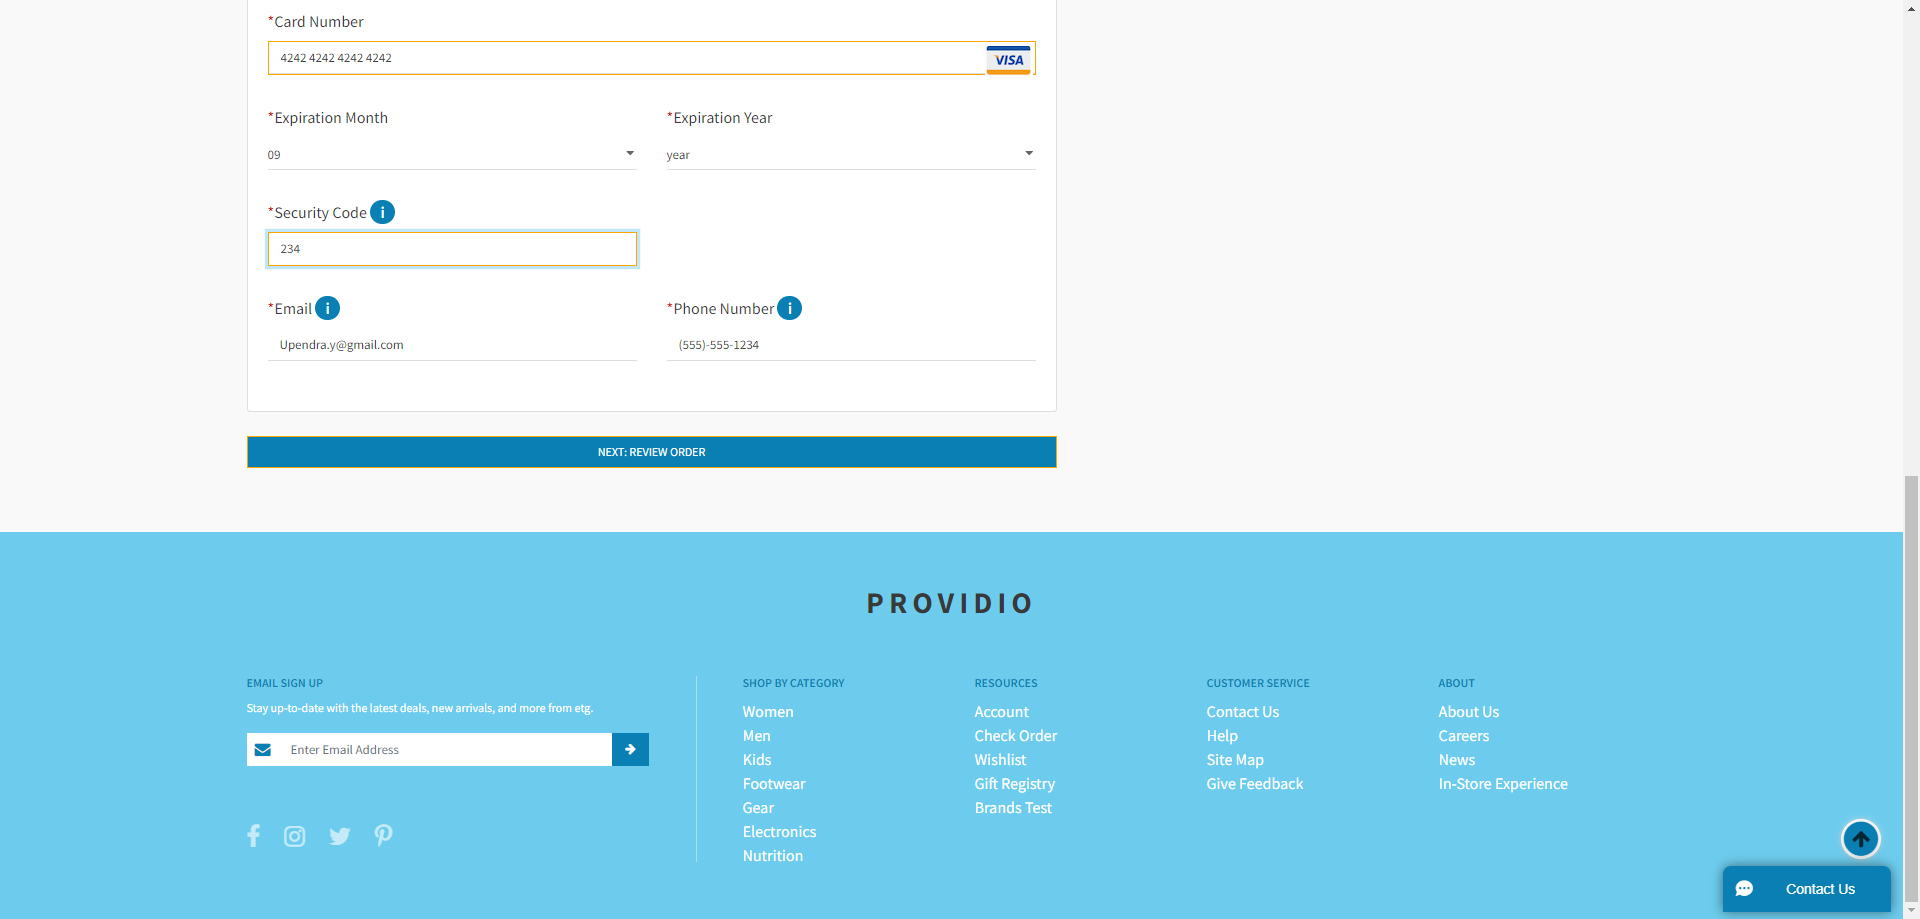 *Card Number
4242 4242 4242 4242
VISA
*Expiration Month
*Expiration Year
09
year
*Security Code i
234
*Email i
*Phone Number i
Upendra.y@gmail.com
(555)-555-1234
NEXT: REVIEW ORDER
PROVIDIO
EMAIL SIGN UP
Stay up-to-date with the latest deals, new arrivals, and more from etg.
Enter Email Address
SHOP BY CATEGORY
Women
Men
Kids
Footwear
Gear
Electronics
Nutrition
RESOURCES
Account
Check Order
Wishlist
Gift Registry
Brands Test
CUSTOMER SERVICE
Contact Us
Help
Site Map
Give Feedback
ABOUT
About Us
Careers
News
In-Store Experience
Contact Us